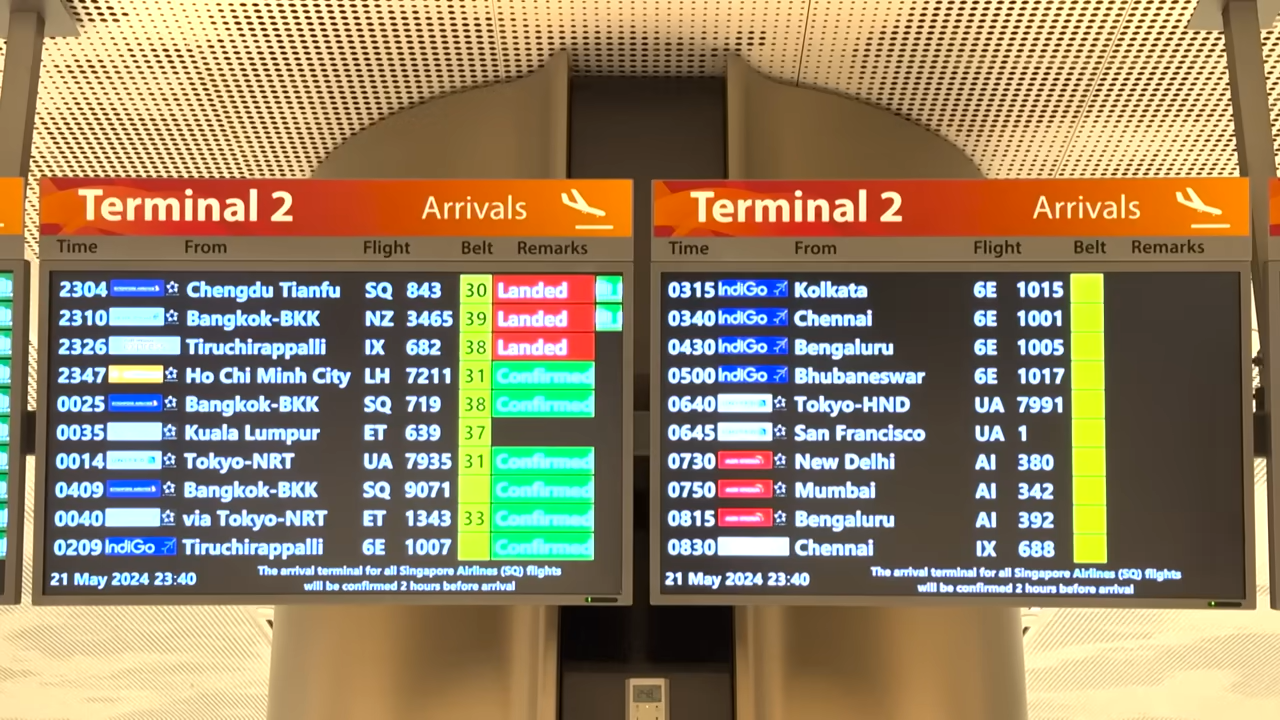 Terminal 2 Arrivals
Time From Flight Belt Remarks
2304 Chengdu Tianfu SQ 843 30 Landed
2310 Bangkok-BKK NZ 3465 39 Landed
2326 Tiruchirappalli IX 682 38 Landed
2347 Ho Chi Minh City LH 7211 31 Confirmed
0025 Bangkok-BKK SQ 719 38 Confirmed
0035 Kuala Lumpur ET 639 37
0014 Tokyo-NRT UA 7935 31 Confirmed
0409 Bangkok-BKK SQ 9071 Confirmed
0040 via Tokyo-NRT ET 1343 33 Confirmed
0209 IndiGo Tiruchirappalli 6E 1007 Confirmed
21 May 2024 23:40
The arrival terminal for all Singapore Airlines (SQ) flights
will be confirmed 2 hours before arrival
Terminal 2 Arrivals
Time From Flight Belt Remarks
0315 IndiGo Kolkata 6E 1015
0340 IndiGo Chennai 6E 1001
0430 IndiGo Bengaluru 6E 1005
0500 IndiGo Bhubaneswar 6E 1017
0640 Tokyo-HND UA 7991
0645 San Francisco UA 1
0730 New Delhi AI 380
0750 Mumbai AI 342
0815 Bengaluru AI 392
0830 Chennai IX 688
21 May 2024 23:40
The arrival terminal for all Singapore Airlines (SQ) flights
will be confirmed 2 hours before arrival